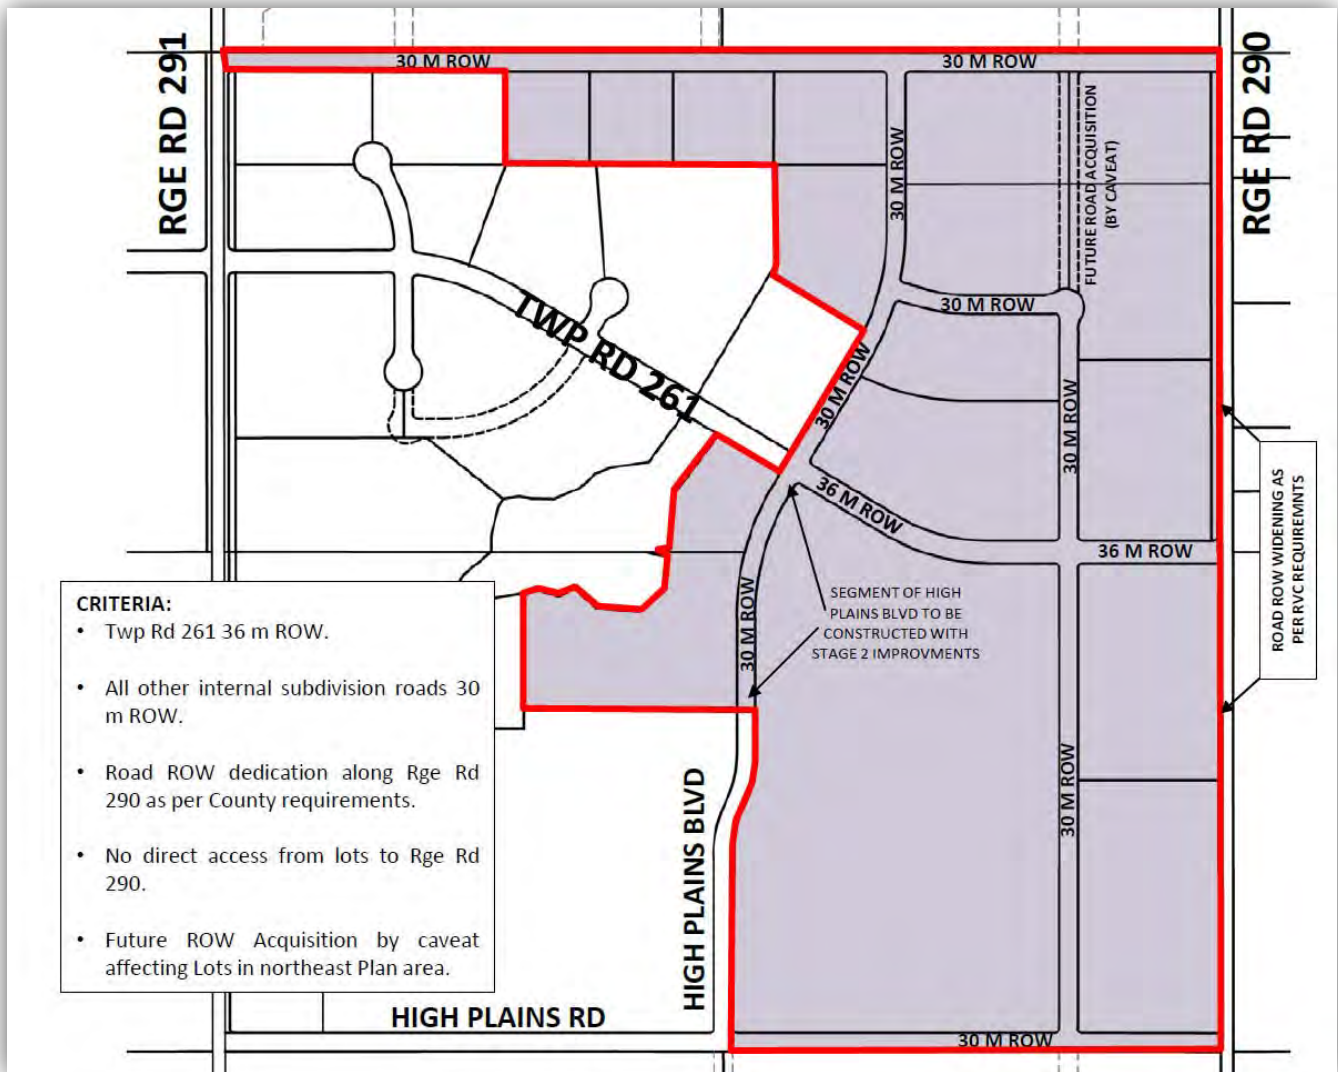 30 M ROW
30 M ROW
RGE RD 291
RGE RD 290
30 M ROW
FUTURE ROAD ACQUISITION
(BY CAVEAT)
30 M ROW
TWP RD 261
30 M ROW
30 M ROW
36 M ROW
36 M ROW
ROAD ROW WIDENING AS
PER RVC REQUIREMNTS
30 M ROW
SEGMENT OF HIGH
PLAINS BLVD TO BE
CONSTRUCTED WITH
STAGE 2 IMPROVMENTS
CRITERIA:
• Twp Rd 261 36 m ROW.
• All other internal subdivision roads 30
m ROW.
• Road ROW dedication along Rge Rd
290 as per County requirements.
• No direct access from lots to Rge Rd
290.
• Future ROW Acquisition by caveat
affecting Lots in northeast Plan area.
HIGH PLAINS BLVD
30 M ROW
HIGH PLAINS RD
30 M ROW